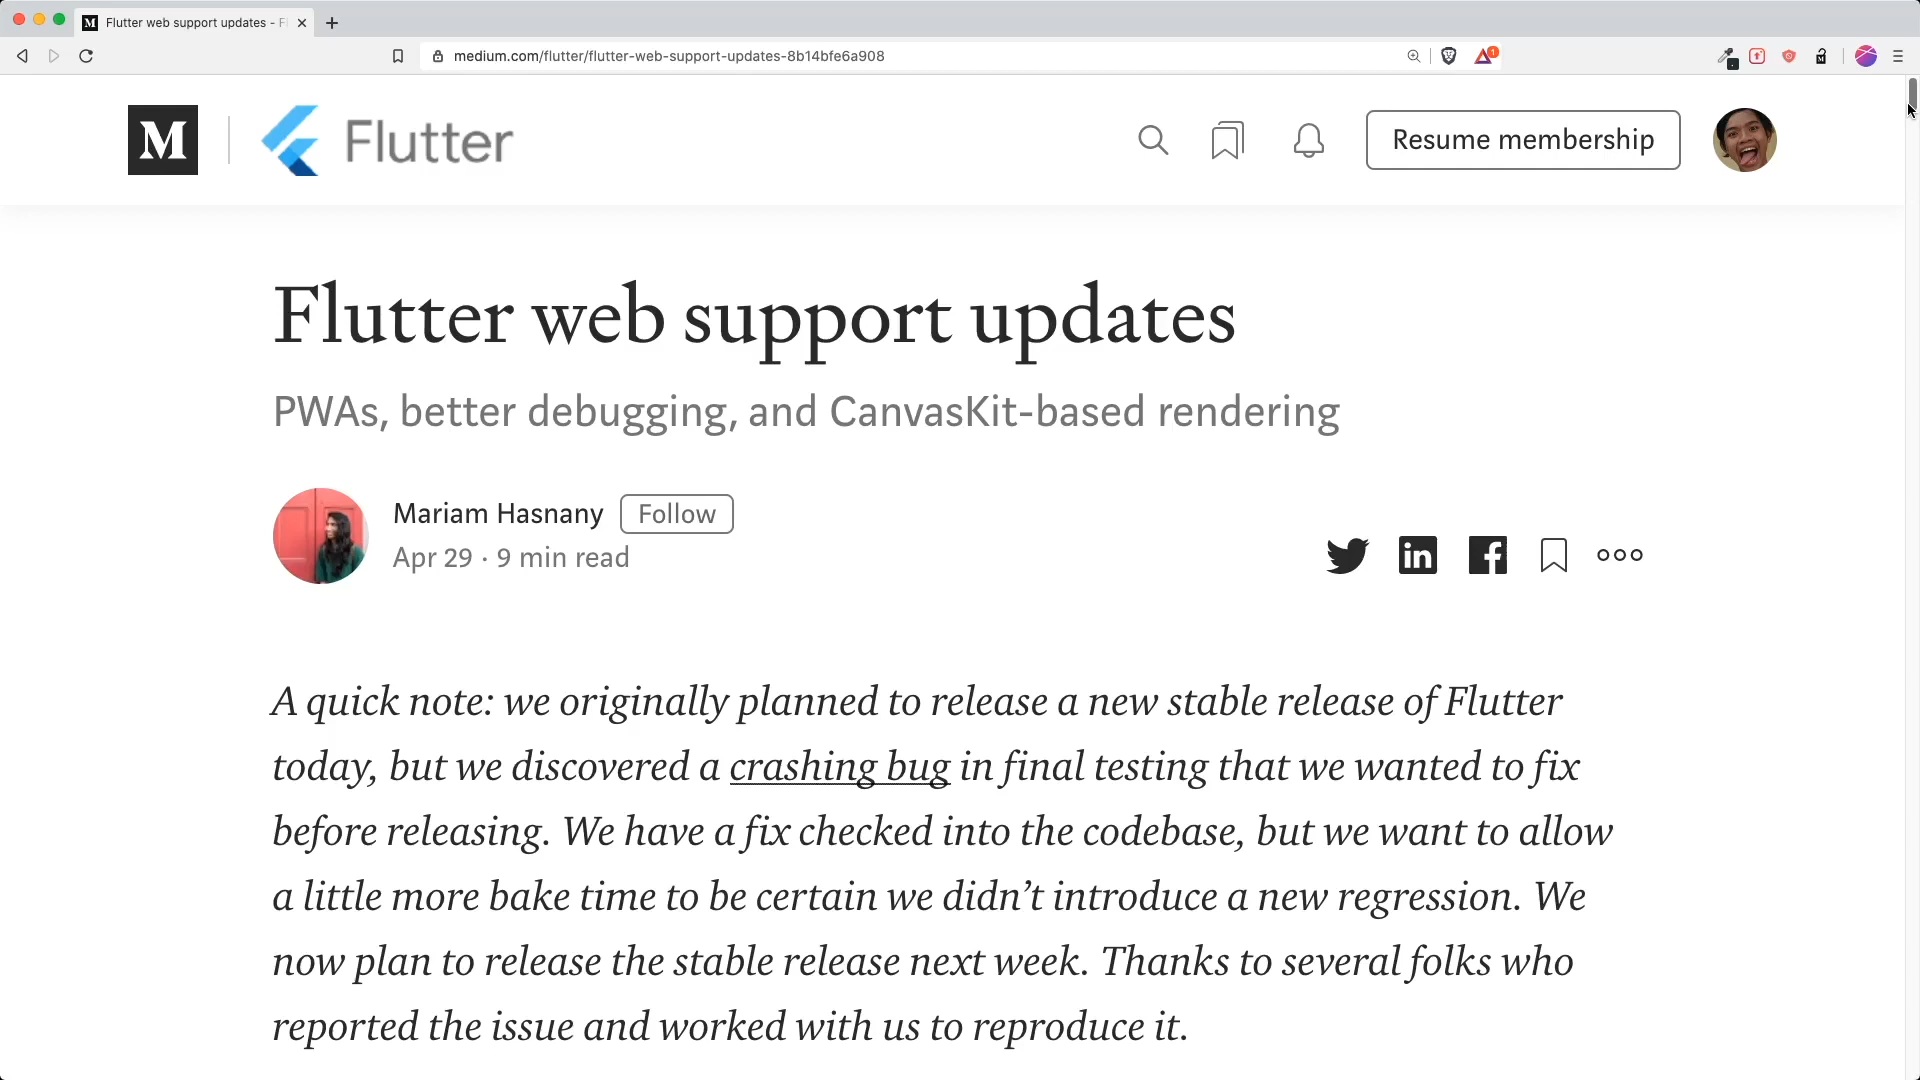 M Flutter web support updates - Fl
medium.com/flutter/flutter-web-support-updates-8b14bfe6a908
1
M Flutter
Resume membership
Flutter web support updates
PWAs, better debugging, and CanvasKit-based rendering
Mariam Hasnany Follow
Apr 29 · 9 min read
in f
A quick note: we originally planned to release a new stable release of Flutter
today, but we discovered a crashing bug in final testing that we wanted to fix
before releasing. We have a fix checked into the codebase, but we want to allow
a little more bake time to be certain we didn’t introduce a new regression. We
now plan to release the stable release next week. Thanks to several folks who
reported the issue and worked with us to reproduce it.